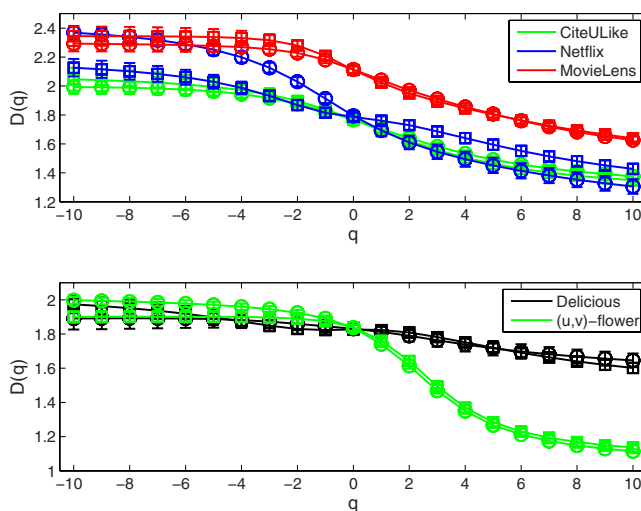 2.4
2.2
2
1.8
1.6
1.4
1.2
D(q)
CiteULike
Netflix
MovieLens
−10 −8 −6 −4 −2 0 2 4 6 8 10
q
2
1.8
1.6
1.4
1.2
1
D(q)
Delicious
(u,v)−flower
−10 −8 −6 −4 −2 0 2 4 6 8 10
q